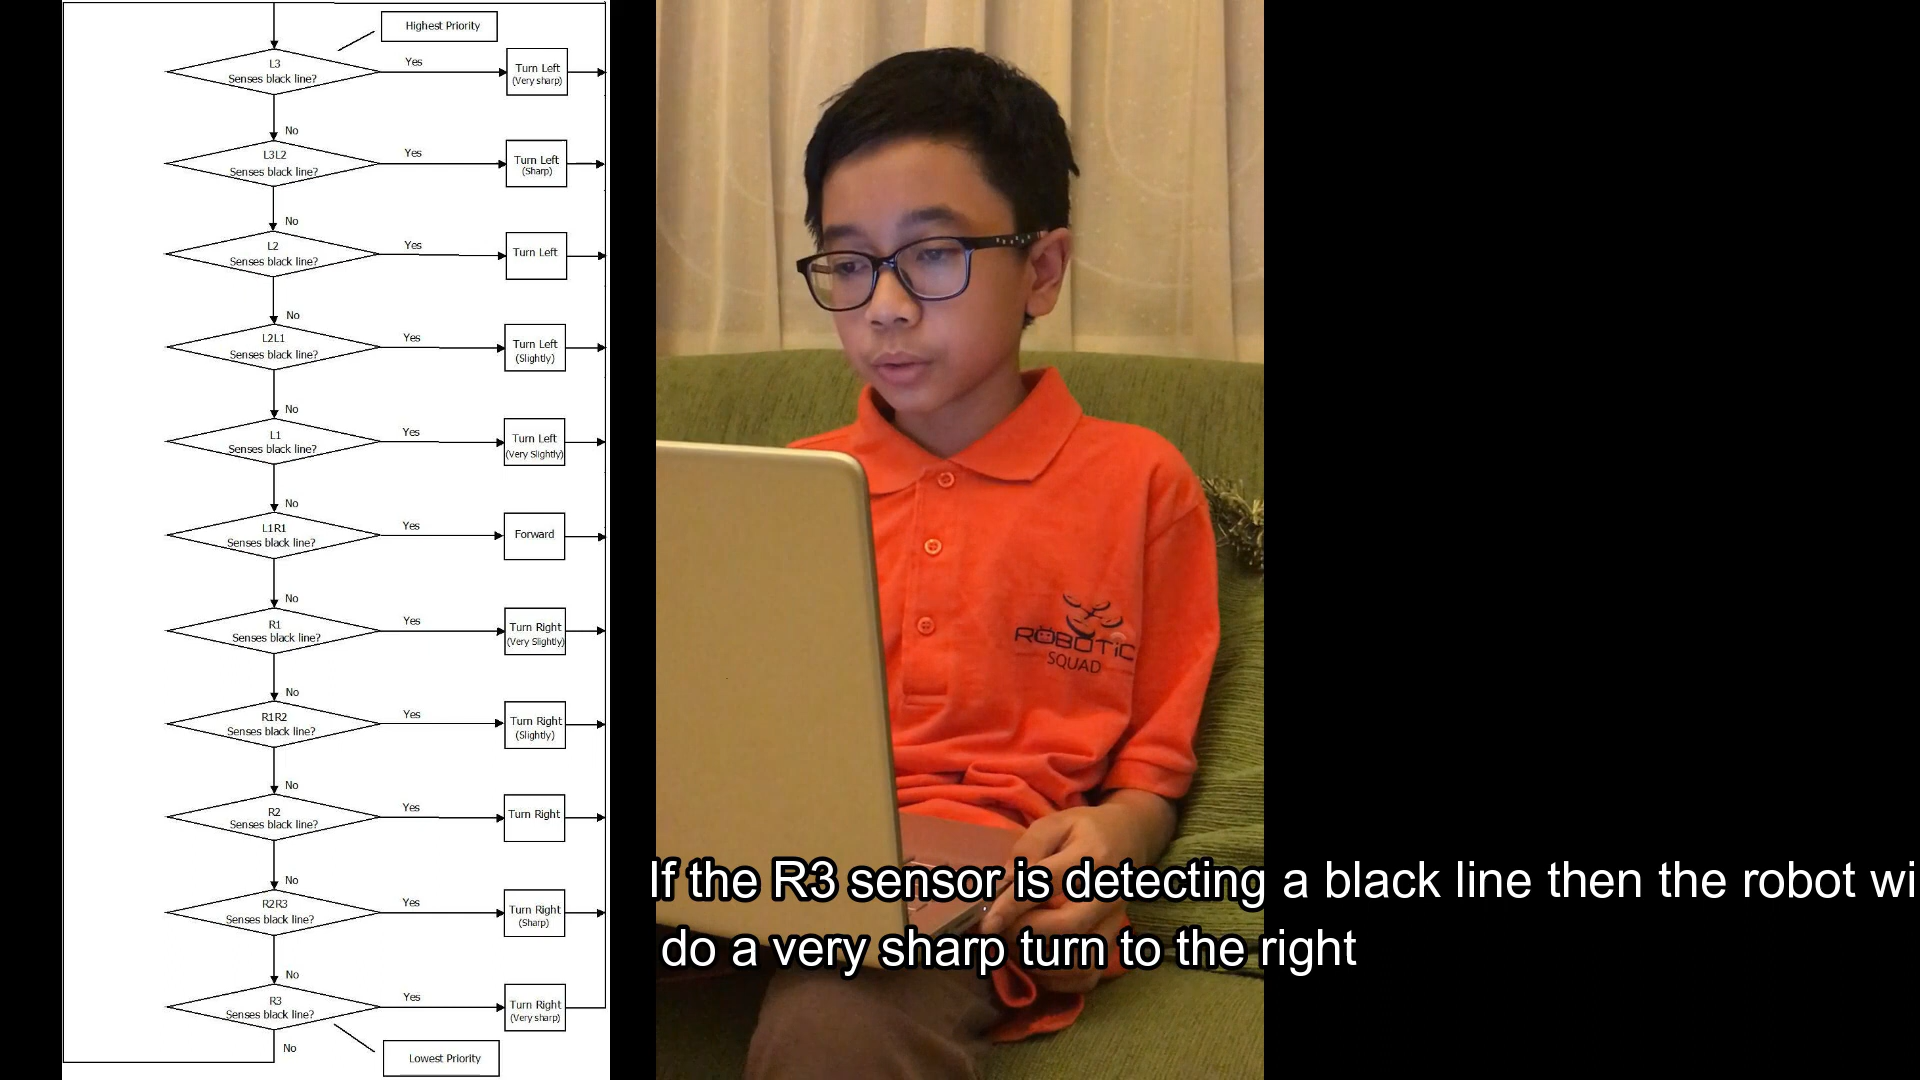 Highest Priority
L3
Senses black line?
Yes
Turn Left
(Very sharp)
No
L3L2
Senses black line?
Yes
Turn Left
(Sharp)
No
L2
Senses black line?
Yes
Turn Left
No
L2L1
Senses black line?
Yes
Turn Left
(Slightly)
No
L1
Senses black line?
Yes
Turn Left
(Very Slightly)
No
L1R1
Senses black line?
Yes
Forward
No
R1
Senses black line?
Yes
Turn Right
(Very Slightly)
No
R1R2
Senses black line?
Yes
Turn Right
(Slightly)
No
R2
Senses black line?
Yes
Turn Right
No
R2R3
Senses black line?
Yes
Turn Right
(Sharp)
No
R3
Senses black line?
Yes
Turn Right
(Very sharp)
No
Lowest Priority
ROBOTIC
SQUAD
If the R3 sensor is detecting a black line then the robot wi
do a very sharp turn to the right